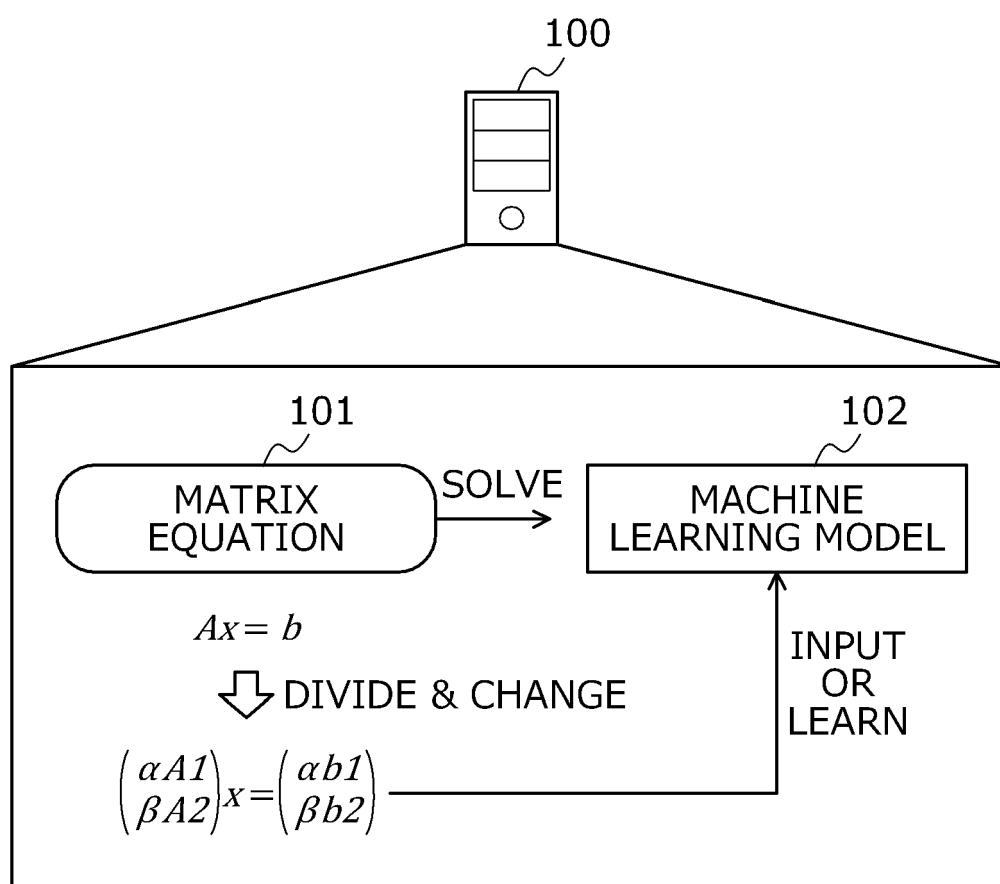 100
101
102
MATRIX
EQUATION
SOLVE
MACHINE
LEARNING MODEL
Ax = b
DIVIDE & CHANGE
INPUT
OR
LEARN
(αA1
βA2)x = (αb1
βb2)